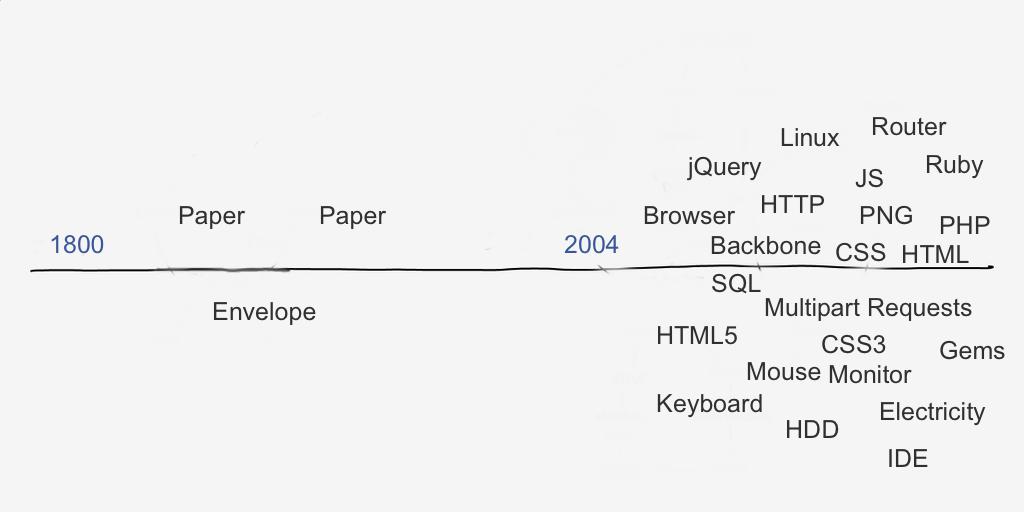 Router
Linux
jQuery
Ruby
JS
HTTP
Paper
Paper
Browser
PNG
PHP
1800
2004
Backbone
CSS
HTML
SQL
Envelope
Multipart Requests
HTML5
CSS3
Gems
Mouse
Monitor
Keyboard
Electricity
HDD
IDE